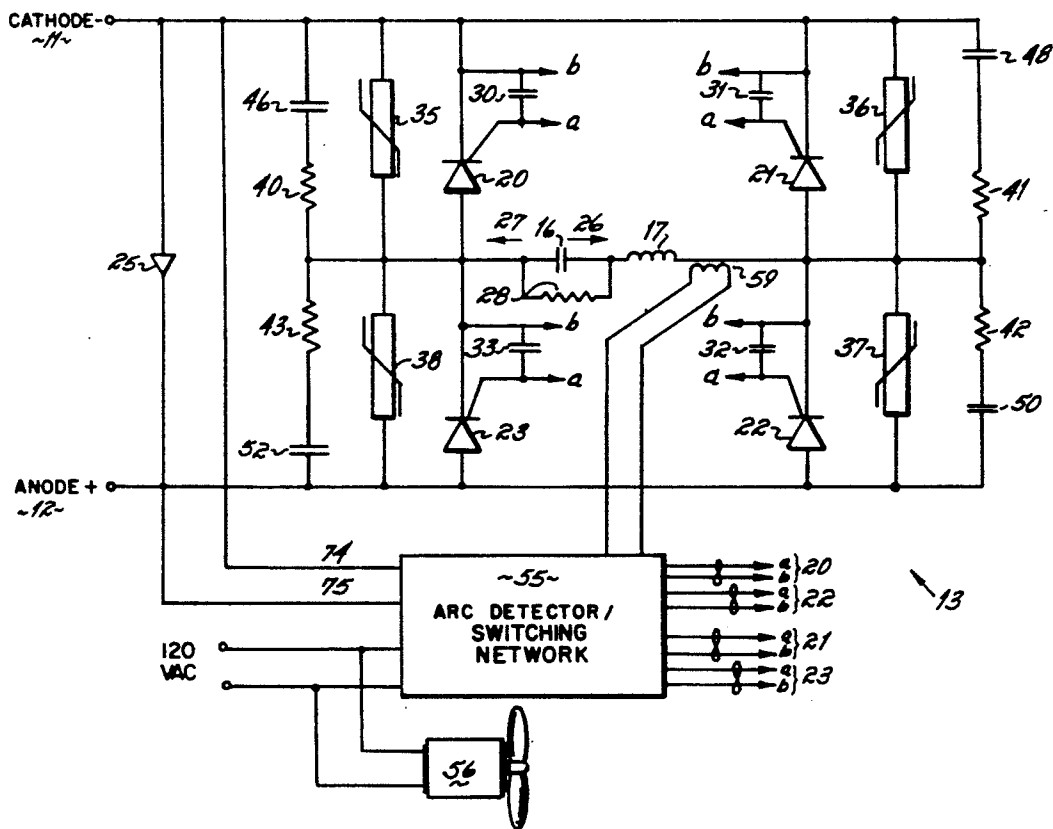 CATHODE-
~11~
46
40
35
30
b
a
20
b
31
a
21
36
48
41
25
27 16 26
17
28
59
43
38
33
b
a
23
b
32
a
22
37
42
50
52
ANODE +
~12~
74
75
~55~
ARC DETECTOR/
SWITCHING
NETWORK
a
b } 20
a
b } 22
a
b } 21
a
b } 23
13
120
VAC
56